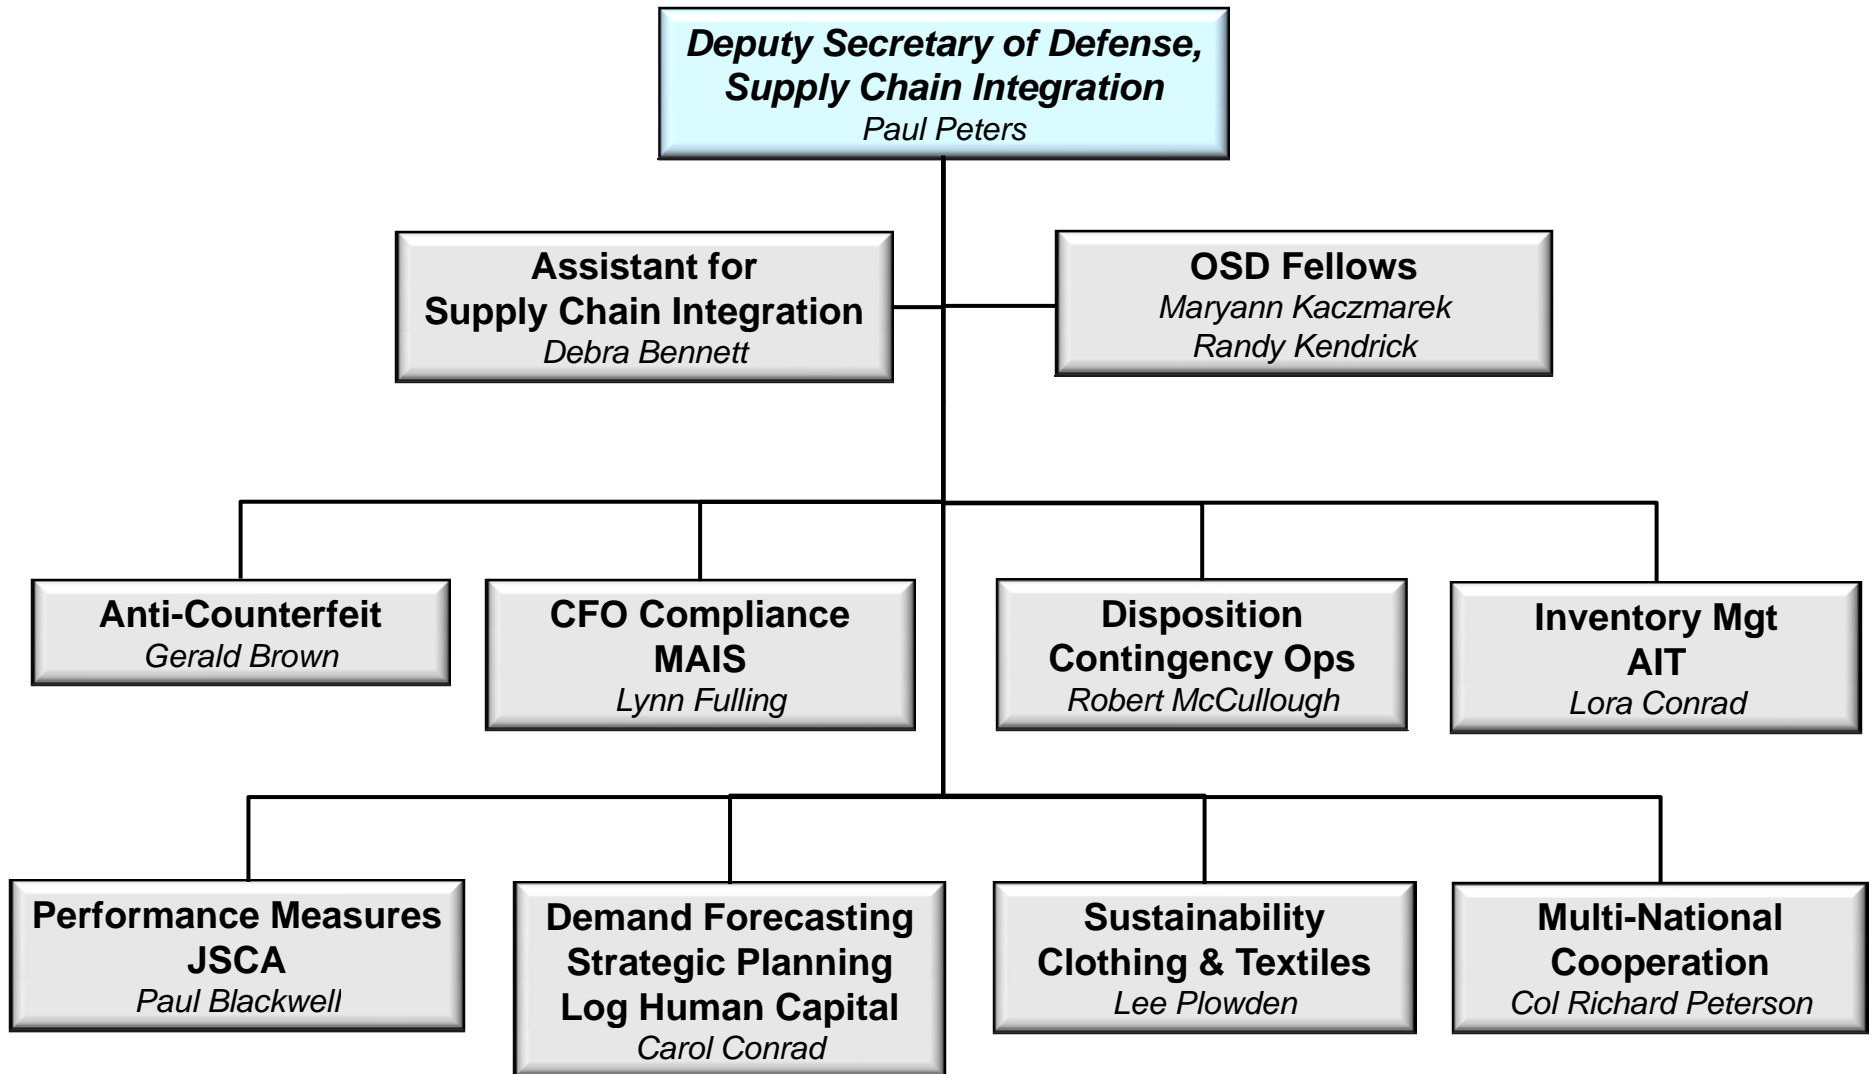 Deputy Secretary of Defense,
Supply Chain Integration
Paul Peters
Assistant for
Supply Chain Integration
Debra Bennett
OSD Fellows
Maryann Kaczmarek
Randy Kendrick
Anti-Counterfeit
Gerald Brown
CFO Compliance
MAIS
Lynn Fulling
Disposition
Contingency Ops
Robert McCullough
Inventory Mgt
AIT
Lora Conrad
Performance Measures
JSCA
Paul Blackwell
Demand Forecasting
Strategic Planning
Log Human Capital
Carol Conrad
Sustainability
Clothing & Textiles
Lee Plowden
Multi-National
Cooperation
Col Richard Peterson